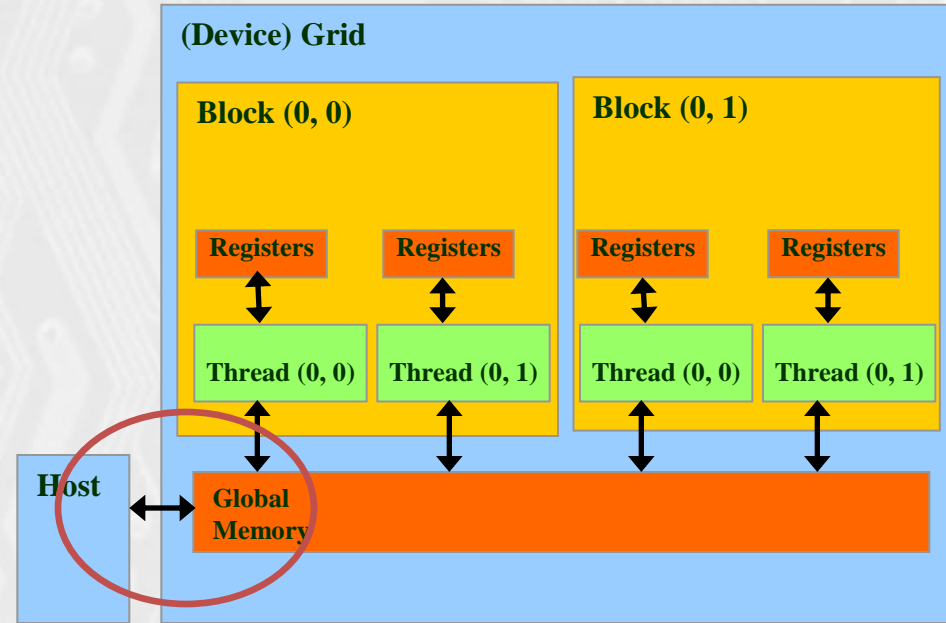 (Device) Grid
Block (0, 0)
Block (0, 1)
Registers
Registers
Registers
Registers
Thread (0, 0)
Thread (0, 1)
Thread (0, 0)
Thread (0, 1)
Host
Global
Memory